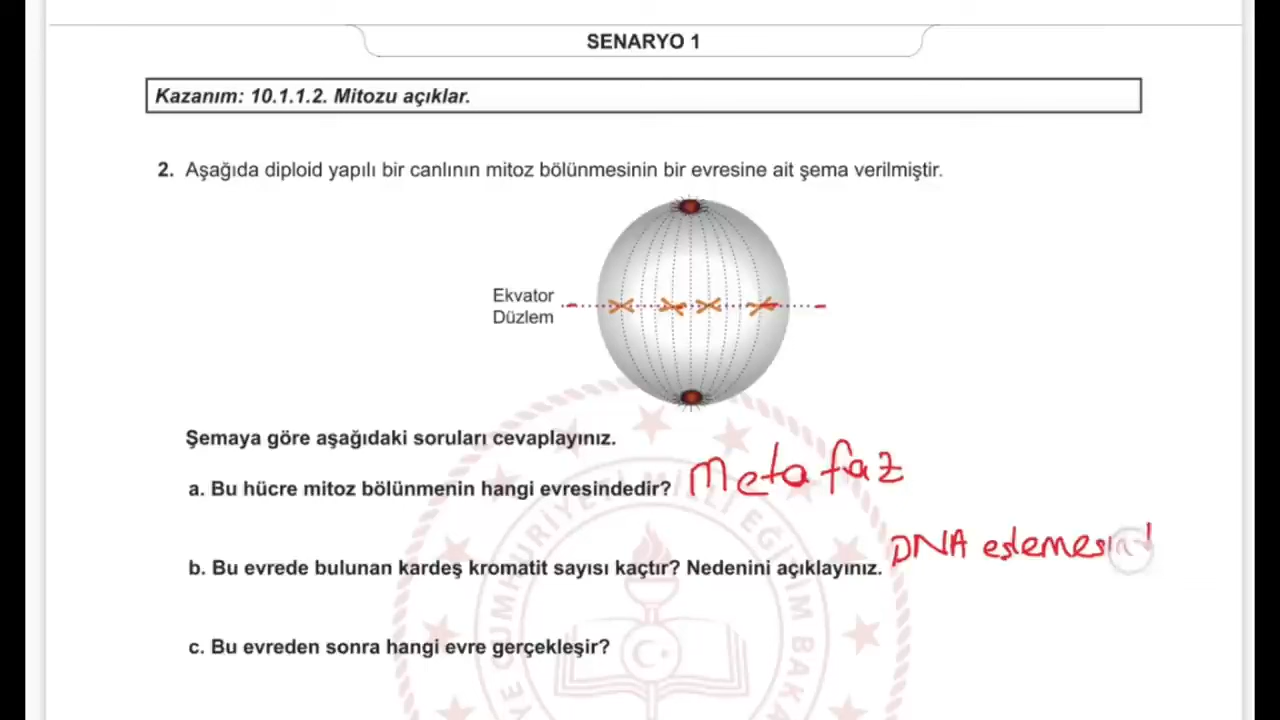 SENARYO 1
Kazanım: 10.1.1.2. Mitozu açıklar.
2. Aşağıda diploid yapılı bir canlının mitoz bölünmesinin bir evresine ait şema verilmiştir.
Ekvator
Düzlem
Şemaya göre aşağıdaki soruları cevaplayınız.
a. Bu hücre mitoz bölünmenin hangi evresindedir? Metafaz
b. Bu evrede bulunan kardeş kromatit sayısı kaçtır? Nedenini açıklayınız. DNA
c. Bu evreden sonra hangi evre gerçekleşir?